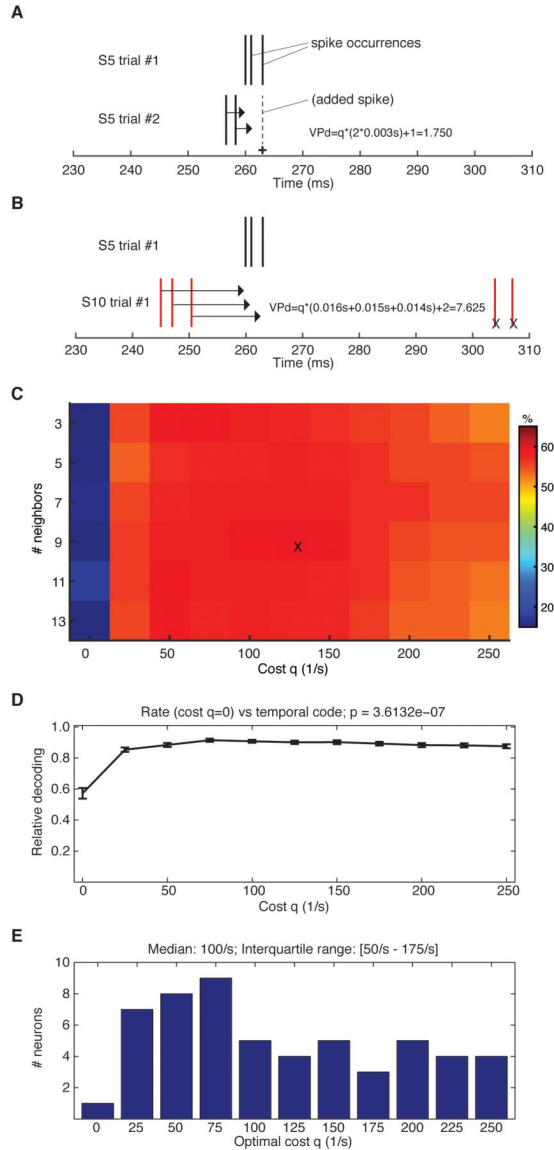 A
S5 trial #1
spike occurrences
S5 trial #2
(added spike)
VPd=q*(2*0.003s)+1=1.750
+
230 240 250 260 270 280 290 300 310
Time (ms)
B
S5 trial #1
S10 trial #1
VPd=q*(0.016s+0.015s+0.014s)+2=7.625
X X
230 240 250 260 270 280 290 300 310
Time (ms)
C
%
3
5
7
9
11
13
# neighbors
X
60
50
40
30
20
0 50 100 150 200 250
Cost q (1/s)
D
Rate (cost q=0) vs temporal code; p = 3.6132e−07
1.0
0.8
0.6
0.4
0.2
Relative decoding
0 50 100 150 200 250
Cost q (1/s)
E
Median: 100/s; Interquartile range: [50/s - 175/s]
10
8
6
4
2
# neurons
0 25 50 75 100 125 150 175 200 225 250
Optimal cost q (1/s)